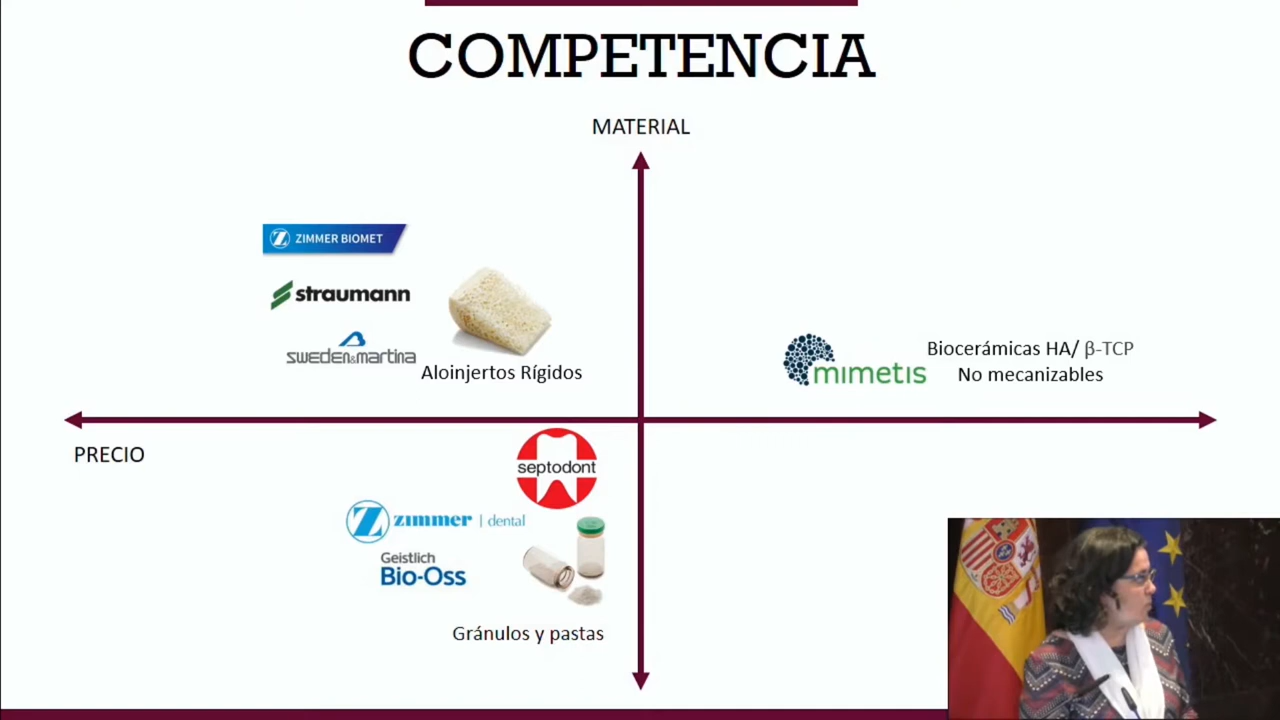 COMPETENCIA
MATERIAL
ZIMMER BIOMET
straumann
sweden&martina
Aloinjertos Rígidos
mimetis
Biocerámicas HA/ β-TCP
No mecanizables
PRECIO
septodont
zimmer | dental
Geistlich
Bio-Oss
Gránulos y pastas